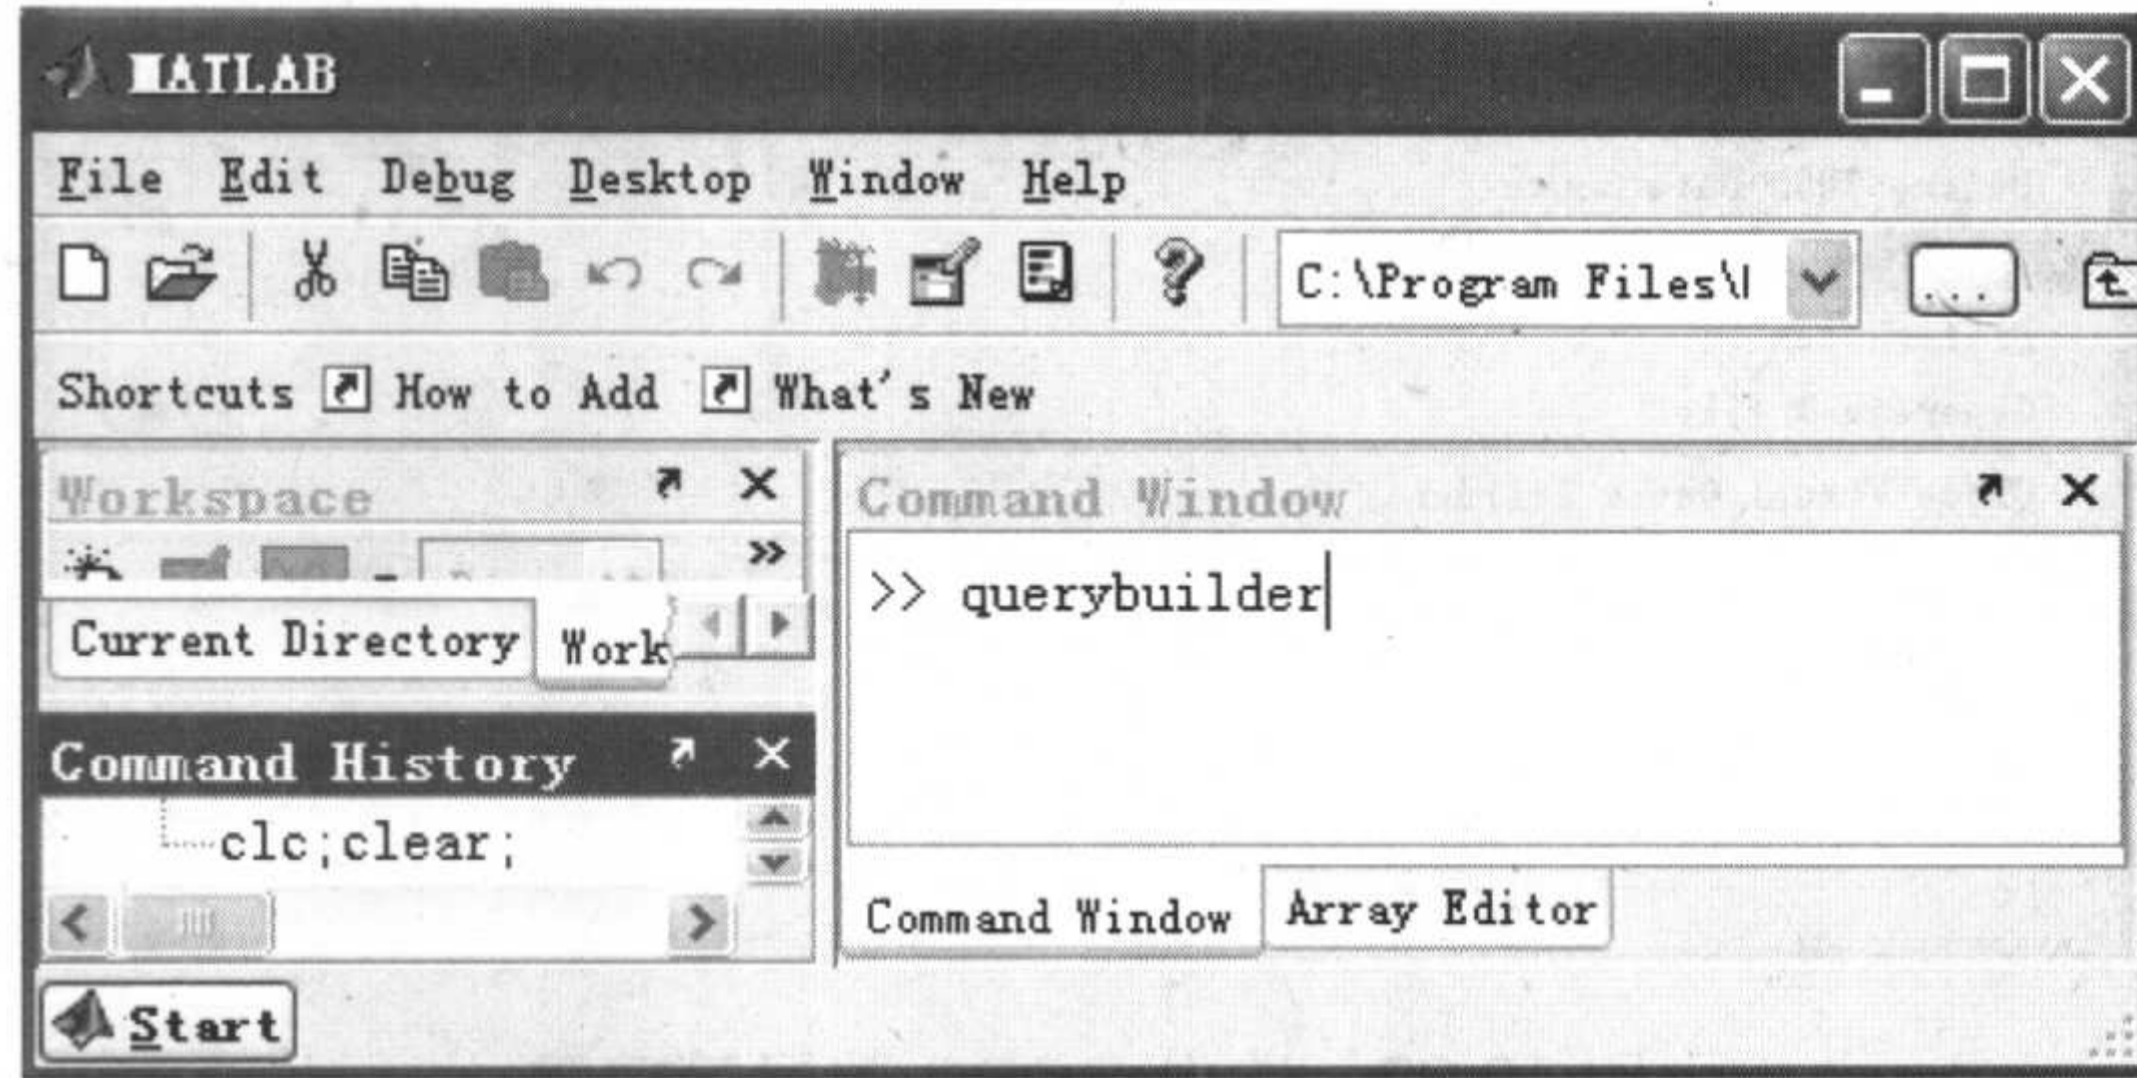 MATLAB
File Edit Debug Desktop Window Help
C:\Program Files\
...
Shortcuts How to Add What's New
Workspace
Command Window
>> querybuilder
Current Directory Work
Command History
clc;clear;
Command Window Array Editor
Start